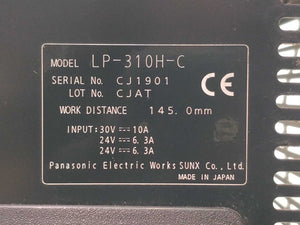 MODEL LP-310H-C
SERIAL No. CJ1901
LOT No. CJAT
CE
WORK DISTANCE 145.0mm
INPUT: 30V ⎓ 10A
24V ⎓ 6.3A
24V ⎓ 6.3A
Panasonic Electric Works SUNX Co., Ltd.
MADE IN JAPAN